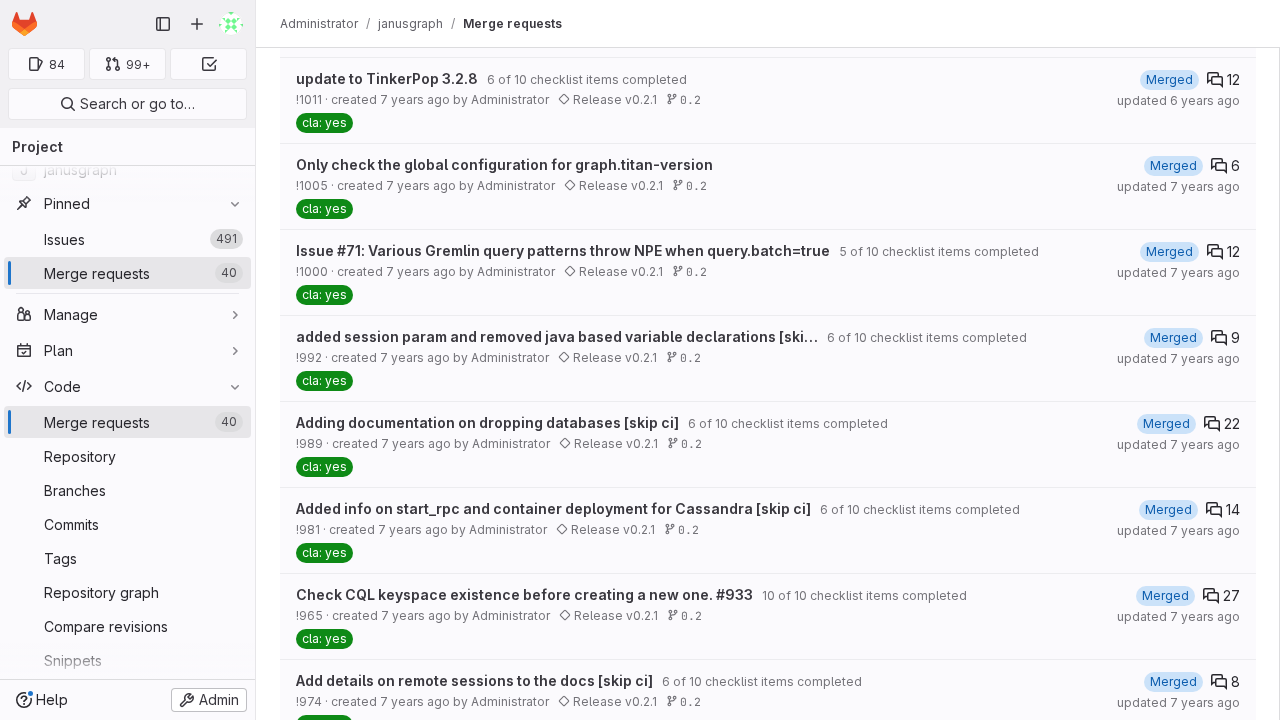 Administrator / janusgraph / Merge requests
84
99+
Search or go to…
Project
J janusgraph
Pinned
Issues 491
Merge requests 40
Manage
Plan
Code
Merge requests 40
Repository
Branches
Commits
Tags
Repository graph
Compare revisions
Snippets
Help
Admin
update to TinkerPop 3.2.8 6 of 10 checklist items completed Merged 12
!1011 · created 7 years ago by Administrator Release v0.2.1 0.2 updated 6 years ago
cla: yes
Only check the global configuration for graph.titan-version Merged 6
!1005 · created 7 years ago by Administrator Release v0.2.1 0.2 updated 7 years ago
cla: yes
Issue #71: Various Gremlin query patterns throw NPE when query.batch=true 5 of 10 checklist items completed Merged 12
!1000 · created 7 years ago by Administrator Release v0.2.1 0.2 updated 7 years ago
cla: yes
added session param and removed java based variable declarations [ski… 6 of 10 checklist items completed Merged 9
!992 · created 7 years ago by Administrator Release v0.2.1 0.2 updated 7 years ago
cla: yes
Adding documentation on dropping databases [skip ci] 6 of 10 checklist items completed Merged 22
!989 · created 7 years ago by Administrator Release v0.2.1 0.2 updated 7 years ago
cla: yes
Added info on start_rpc and container deployment for Cassandra [skip ci] 6 of 10 checklist items completed Merged 14
!981 · created 7 years ago by Administrator Release v0.2.1 0.2 updated 7 years ago
cla: yes
Check CQL keyspace existence before creating a new one. #933 10 of 10 checklist items completed Merged 27
!965 · created 7 years ago by Administrator Release v0.2.1 0.2 updated 7 years ago
cla: yes
Add details on remote sessions to the docs [skip ci] 6 of 10 checklist items completed Merged 8
!974 · created 7 years ago by Administrator Release v0.2.1 0.2 updated 7 years ago